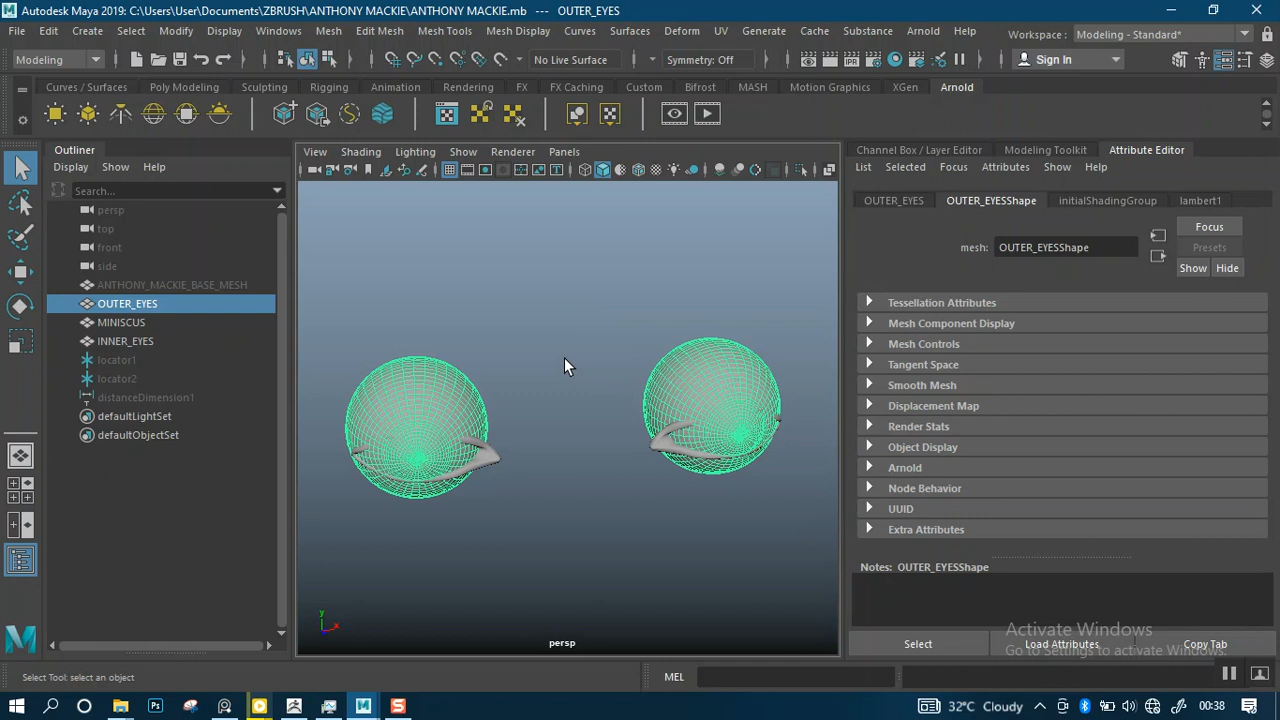 Autodesk Maya 2019: C:\Users\User\Documents\ZBRUSH\ANTHONY MACKIE\ANTHONY MACKIE.mb --- OUTER_EYES
File Edit Create Select Modify Display Windows Mesh Edit Mesh Mesh Tools Mesh Display Curves Surfaces Deform UV Generate Cache Substance Arnold Help Workspace : Modeling - Standard*
Modeling No Live Surface Symmetry: Off Sign In
Curves / Surfaces Poly Modeling Sculpting Rigging Animation Rendering FX FX Caching Custom Bifrost MASH Motion Graphics XGen Arnold
Outliner
Display Show Help
Search...
persp
top
front
side
ANTHONY_MACKIE_BASE_MESH
OUTER_EYES
MINISCUS
INNER_EYES
locator1
locator2
distanceDimension1
defaultLightSet
defaultObjectSet
View Shading Lighting Show Renderer Panels
y
x
persp
Channel Box / Layer Editor Modeling Toolkit Attribute Editor
List Selected Focus Attributes Show Help
OUTER_EYES OUTER_EYESShape initialShadingGroup lambert1
Focus
mesh: OUTER_EYESShape Presets
Show Hide
Tessellation Attributes
Mesh Component Display
Mesh Controls
Tangent Space
Smooth Mesh
Displacement Map
Render Stats
Object Display
Arnold
Node Behavior
UUID
Extra Attributes
Notes: OUTER_EYESShape
Activate Windows
Go to Settings to activate Windows.
Select Load Attributes Copy Tab
Select Tool: select an object MEL
32°C Cloudy 00:38